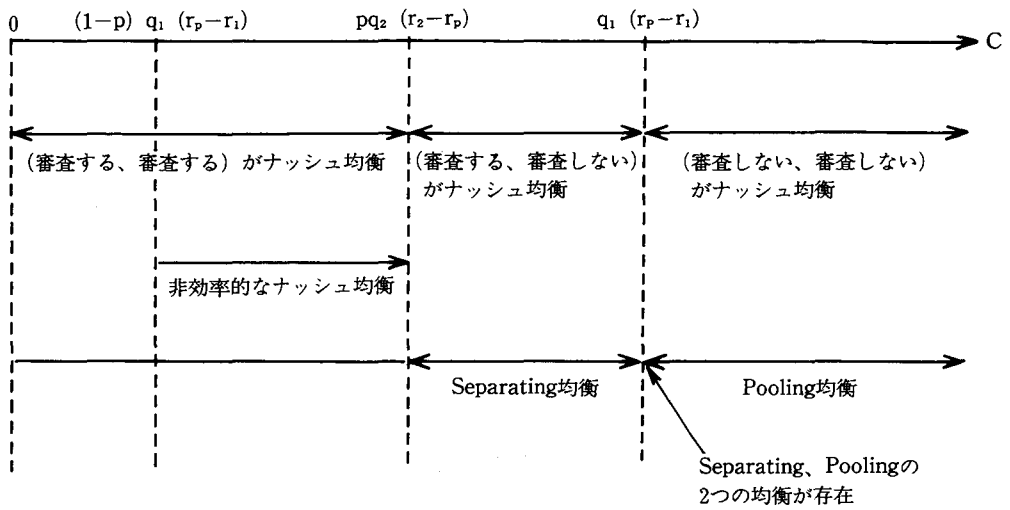 0 (1−p) q₁ (rₚ−r₁) pq₂ (r₂−rₚ) q₁ (rₚ−r₁)
C
(審査する、審査する) がナッシュ均衡
(審査する、審査しない)
がナッシュ均衡
(審査しない、審査しない)
がナッシュ均衡
非効率的なナッシュ均衡
Separating均衡
Pooling均衡
Separating、Poolingの
2つの均衡が存在